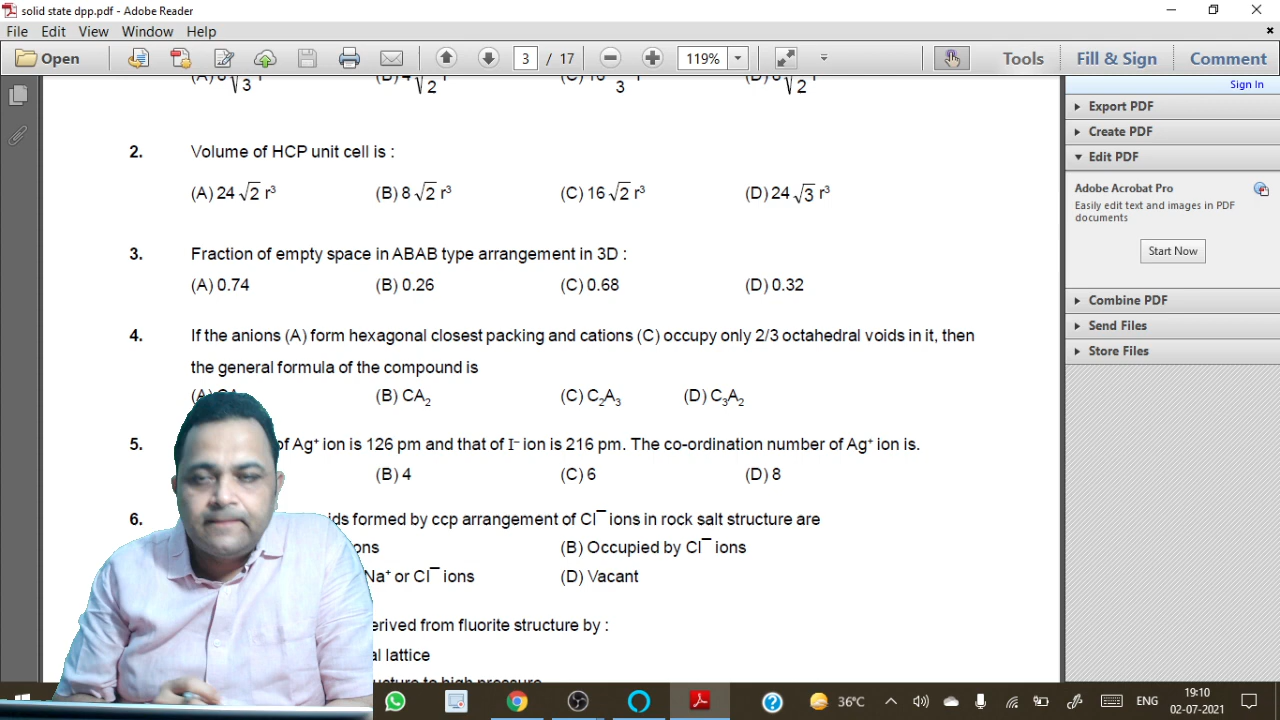 solid state dpp.pdf - Adobe Reader
File Edit View Window Help
Open 3 / 17 119% Tools Fill & Sign Comment
Sign In
Export PDF
Create PDF
Edit PDF
Adobe Acrobat Pro
Easily edit text and images in PDF
documents
Start Now
Combine PDF
Send Files
Store Files
2. Volume of HCP unit cell is :
(A) 24 √2 r³ (B) 8 √2 r³ (C) 16 √2 r³ (D) 24 √3 r³
3. Fraction of empty space in ABAB type arrangement in 3D :
(A) 0.74 (B) 0.26 (C) 0.68 (D) 0.32
4. If the anions (A) form hexagonal closest packing and cations (C) occupy only 2/3 octahedral voids in it, then
the general formula of the compound is
(B) CA₂ (C) C₂A₃ (D) C₃A₂
5. of Ag⁺ ion is 126 pm and that of I⁻ ion is 216 pm. The co-ordination number of Ag⁺ ion is.
(B) 4 (C) 6 (D) 8
6. formed by ccp arrangement of Cl⁻ ions in rock salt structure are
(B) Occupied by Cl⁻ ions
Na⁺ or Cl⁻ ions (D) Vacant
from fluorite structure by :
lattice
36°C ENG 19:10
02-07-2021